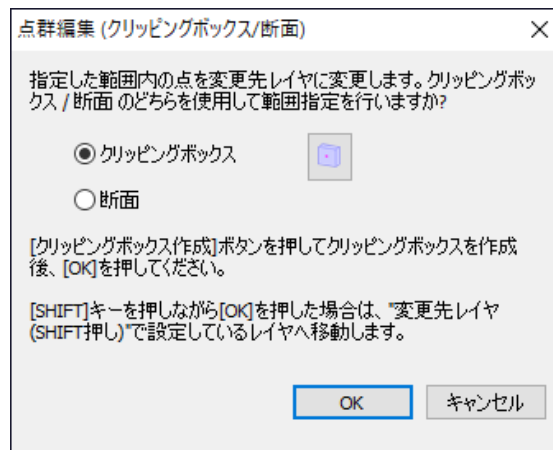 点群編集 (クリッピングボックス/断面)
指定した範囲内の点を変更先レイヤに変更します。クリッピングボッ
クス / 断面 のどちらを使用して範囲指定を行いますか?
クリッピングボックス
断面
[クリッピングボックス作成]ボタンを押してクリッピングボックスを作成
後、[OK]を押してください。
[SHIFT]キーを押しながら[OK]を押した場合は、"変更先レイヤ
(SHIFT押し)"で設定しているレイヤへ移動します。
OK
キャンセル